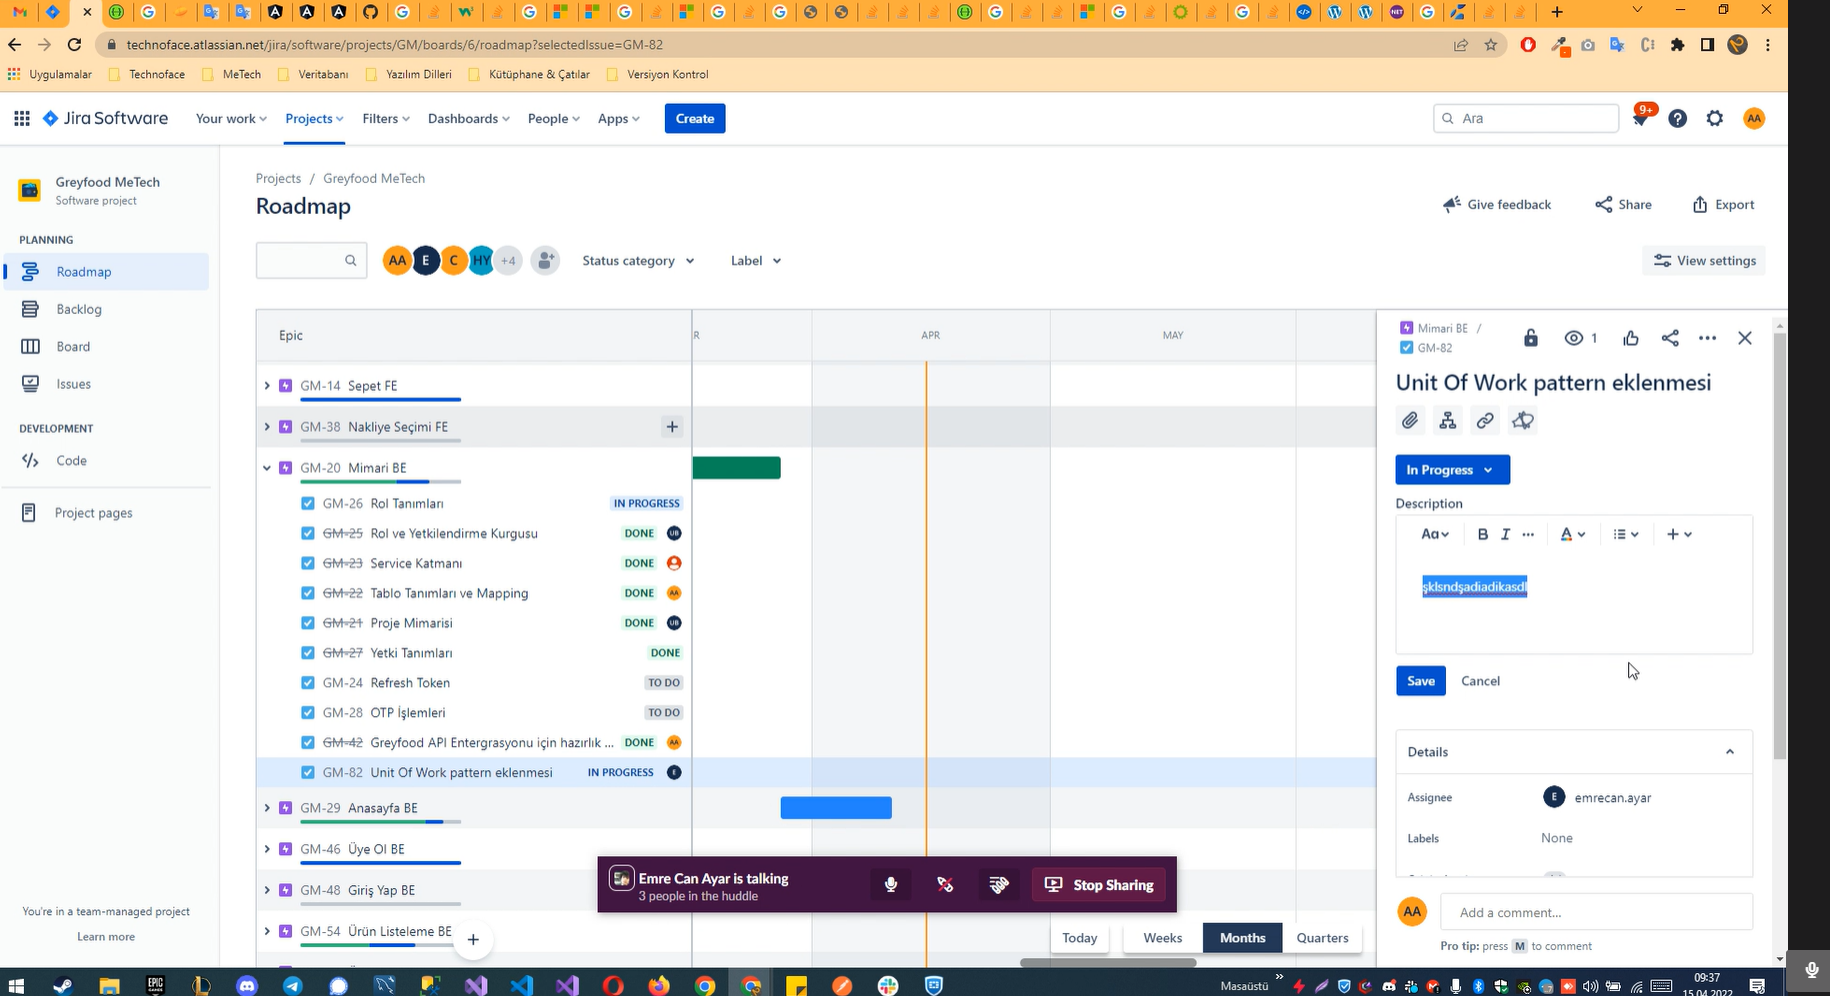 technoface.atlassian.net/jira/software/projects/GM/boards/6/roadmap?selectedIssue=GM-82
Uygulamalar Technoface MeTech Veritabanı Yazılım Dilleri Kütüphane & Çatılar Versiyon Kontrol
Jira Software Your work Projects Filters Dashboards People Apps Create Ara 9+ AA
Greyfood MeTech
Software project
PLANNING
Roadmap
Backlog
Board
Issues
DEVELOPMENT
Code
Project pages
You're in a team-managed project
Learn more
Projects / Greyfood MeTech
Roadmap
Give feedback Share Export
AA E C HY +4 Status category Label View settings
Epic R APR MAY
GM-14 Sepet FE
GM-38 Nakliye Seçimi FE
GM-20 Mimari BE
GM-26 Rol Tanımları IN PROGRESS
GM-25 Rol ve Yetkilendirme Kurgusu DONE UB
GM-23 Service Katmanı DONE
GM-22 Tablo Tanımları ve Mapping DONE AA
GM-21 Proje Mimarisi DONE UB
GM-27 Yetki Tanımları DONE
GM-24 Refresh Token TO DO
GM-28 OTP İşlemleri TO DO
GM-42 Greyfood API Entergrasyonu için hazırlık ... DONE AA
GM-82 Unit Of Work pattern eklenmesi IN PROGRESS E
GM-29 Anasayfa BE
GM-46 Üye Ol BE
GM-48 Giriş Yap BE
GM-54 Ürün Listeleme BE
Emre Can Ayar is talking
3 people in the huddle
Stop Sharing
Today Weeks Months Quarters
Mimari BE /
GM-82
1
Unit Of Work pattern eklenmesi
In Progress
Description
Aa B I ... A
şklsndşadiadikasdl
Save Cancel
Details
Assignee E emrecan.ayar
Labels None
AA Add a comment...
Pro tip: press M to comment
EPIC GAMES
Masaüstü
09:37
15.04.2022